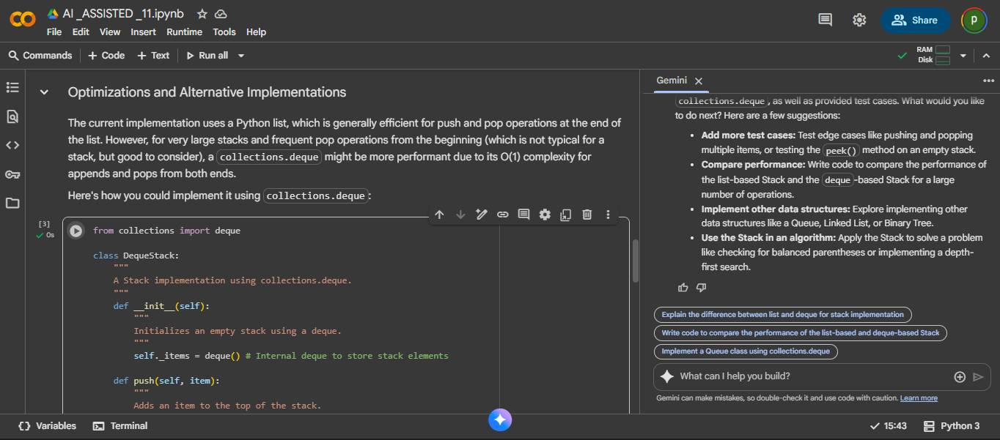 AI _ASSISTED _11.ipynb
File Edit View Insert Runtime Tools Help
Share
p
Commands + Code + Text Run all
RAM
Disk
Optimizations and Alternative Implementations
The current implementation uses a Python list, which is generally efficient for push and pop operations at the end of
the list. However, for very large stacks and frequent pop operations from the beginning (which is not typical for a
stack, but good to consider), a collections.deque might be more performant due to its O(1) complexity for
appends and pops from both ends.
Here's how you could implement it using collections.deque:
[3]
0s
from collections import deque
class DequeStack:
"""
A Stack implementation using collections.deque.
"""
def __init__(self):
"""
Initializes an empty stack using a deque.
"""
self._items = deque() # Internal deque to store stack elements
def push(self, item):
"""
Adds an item to the top of the stack.
Gemini
collections.deque, as well as provided test cases. What would you like
to do next? Here are a few suggestions:
• Add more test cases: Test edge cases like pushing and popping
multiple items, or testing the peek() method on an empty stack.
• Compare performance: Write code to compare the performance of
the list-based Stack and the deque-based Stack for a large
number of operations.
• Implement other data structures: Explore implementing other
data structures like a Queue, Linked List, or Binary Tree.
• Use the Stack in an algorithm: Apply the Stack to solve a problem
like checking for balanced parentheses or implementing a depth-
first search.
Explain the difference between list and deque for stack implementation
Write code to compare the performance of the list-based and deque-based Stack
Implement a Queue class using collections.deque
What can I help you build?
Gemini can make mistakes, so double-check it and use code with caution. Learn more
Variables Terminal
15:43 Python 3